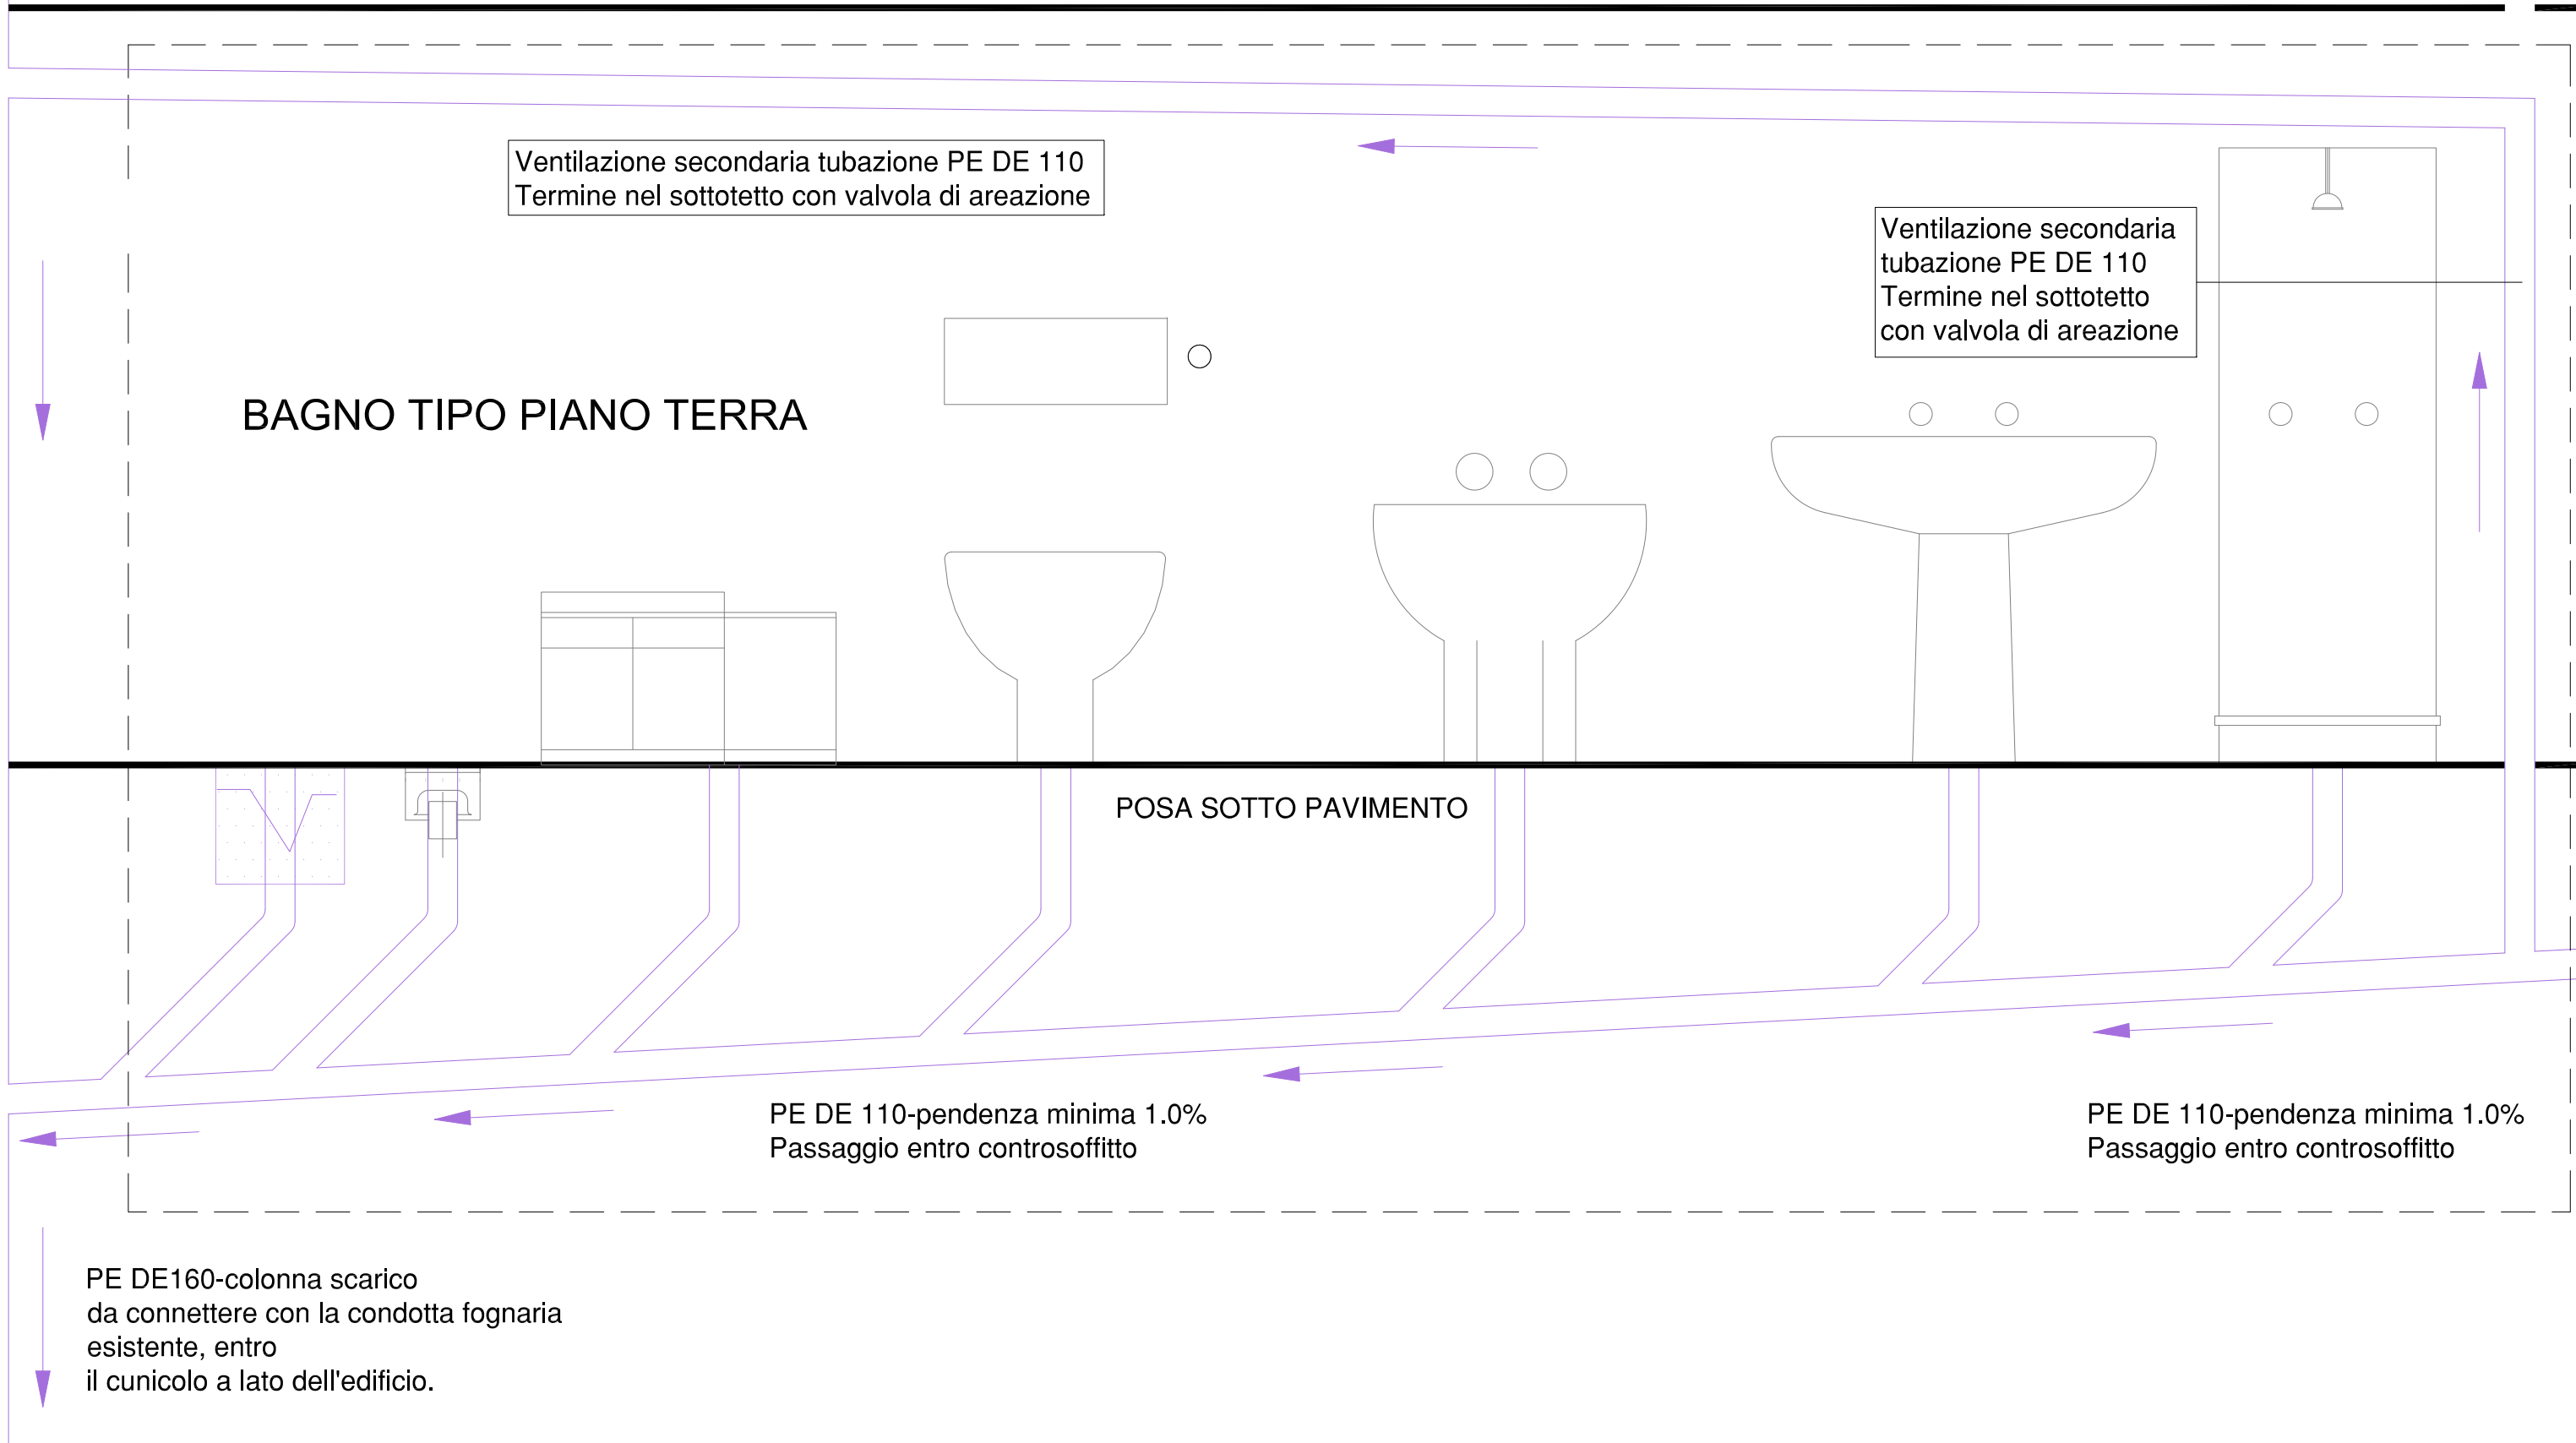 Ventilazione secondaria tubazione PE DE 110
Termine nel sottotetto con valvola di areazione
Ventilazione secondaria
tubazione PE DE 110
Termine nel sottotetto
con valvola di areazione
BAGNO TIPO PIANO TERRA
POSA SOTTO PAVIMENTO
PE DE 110-pendenza minima 1.0%
Passaggio entro controsoffitto
PE DE 110-pendenza minima 1.0%
Passaggio entro controsoffitto
PE DE160-colonna scarico
da connettere con la condotta fognaria
esistente, entro
il cunicolo a lato dell'edificio.